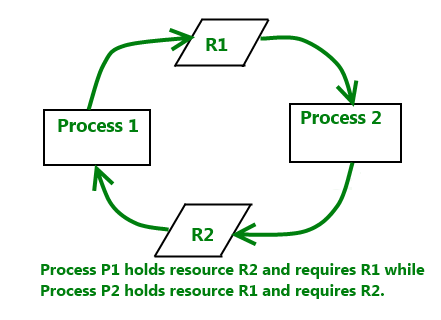 R1
Process 1
Process 2
R2
Process P1 holds resource R2 and requires R1 while
Process P2 holds resource R1 and requires R2.